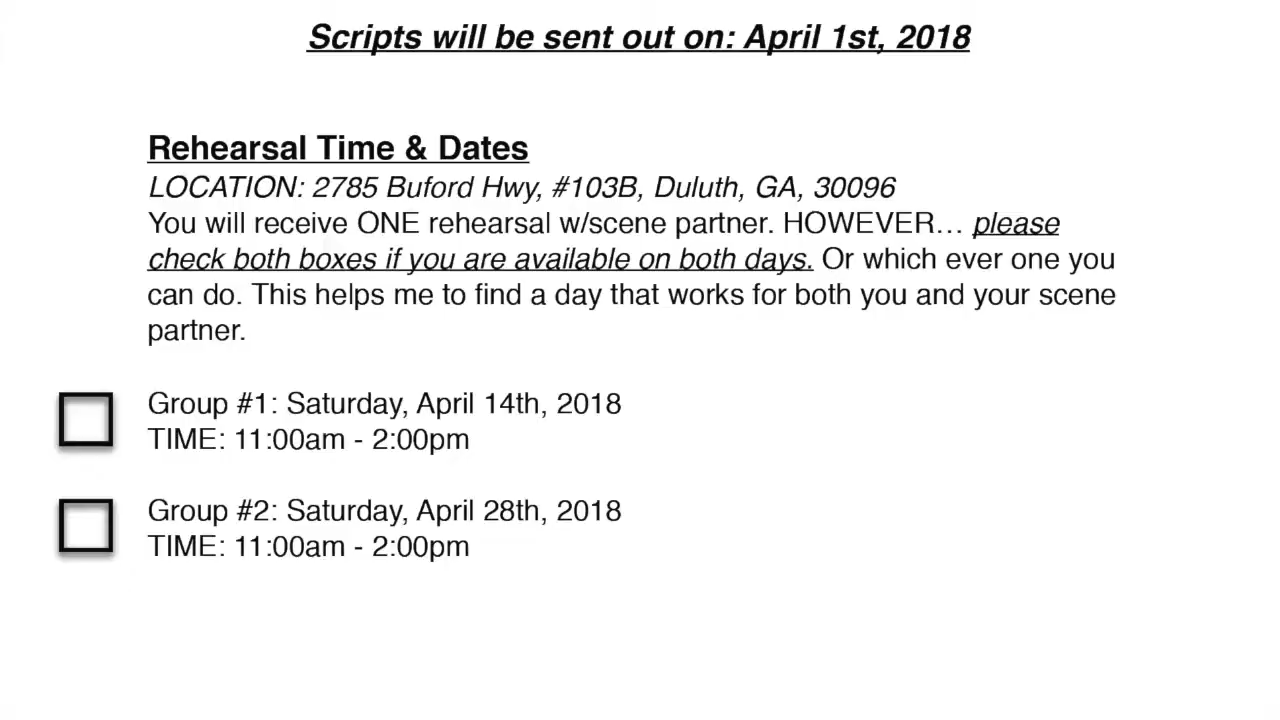 Scripts will be sent out on: April 1st, 2018
Rehearsal Time & Dates
LOCATION: 2785 Buford Hwy, #103B, Duluth, GA, 30096
You will receive ONE rehearsal w/scene partner. HOWEVER… please
check both boxes if you are available on both days. Or which ever one you
can do. This helps me to find a day that works for both you and your scene
partner.
Group #1: Saturday, April 14th, 2018
TIME: 11:00am - 2:00pm
Group #2: Saturday, April 28th, 2018
TIME: 11:00am - 2:00pm